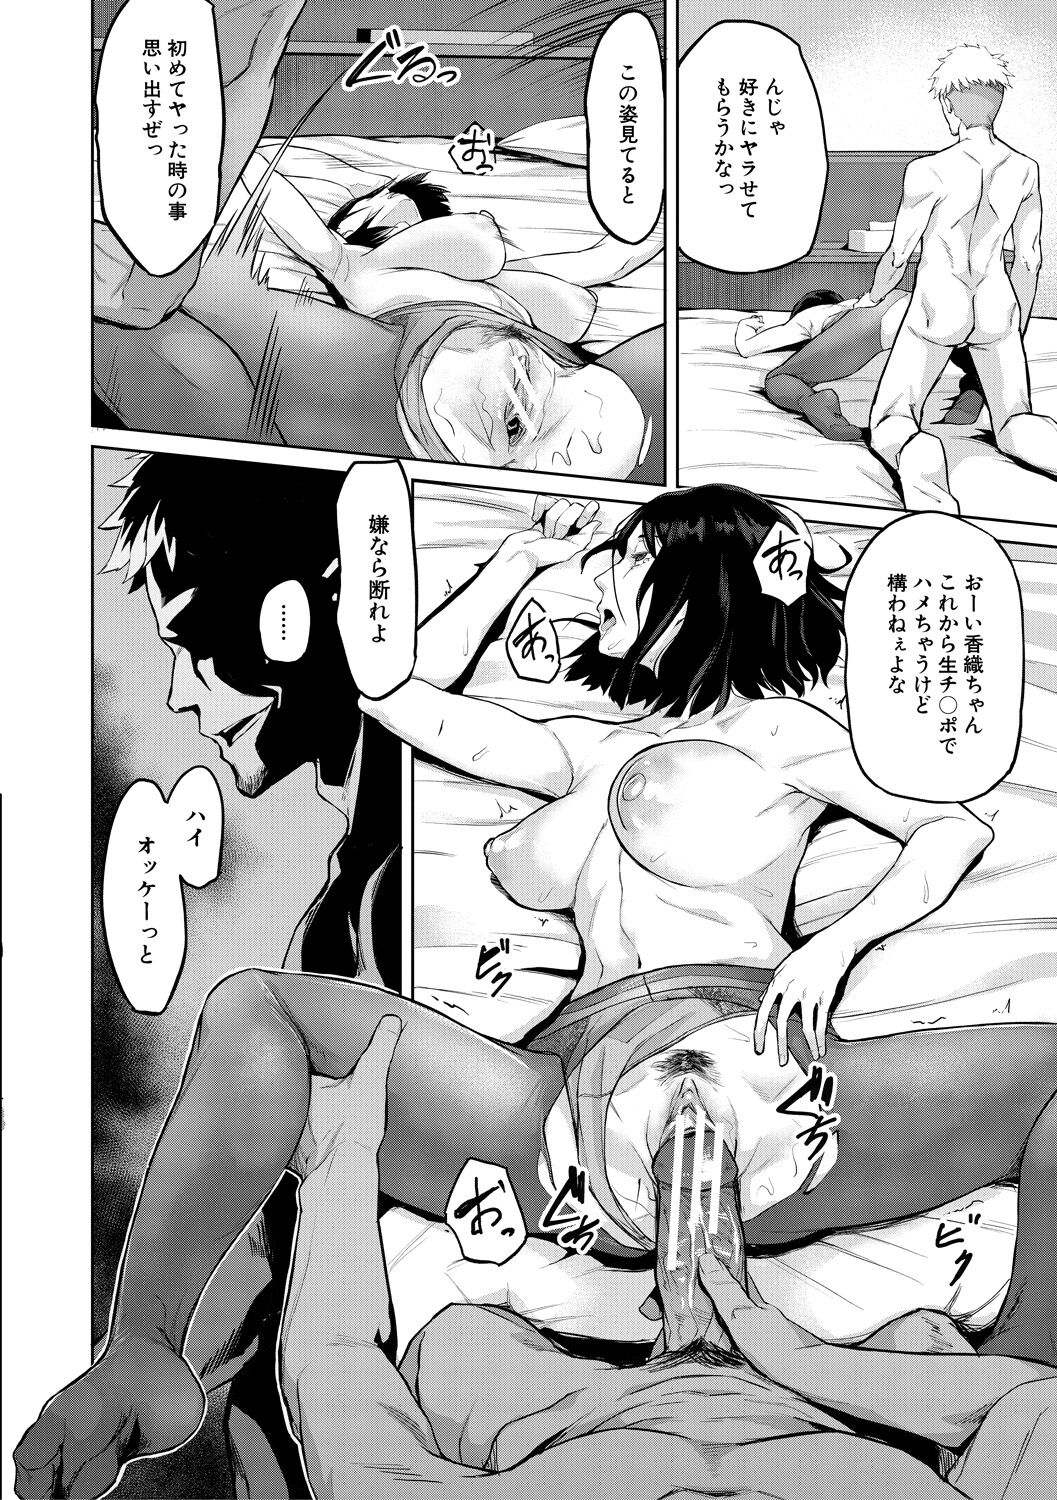 んじゃ
好きにヤラせて
もらうかなっ
この姿見てると
ぐるっ
おっ
初めてヤった時の事
思い出すぜっ
おーい香織ちゃん
これから生チ〇ポで
ハメちゃうけど
構わねぇよな
あっ
嫌なら断れよ
……
ハイ
オッケーっと
ビクッ
ぐちっ
ぐちっ
おっ
ビクッ